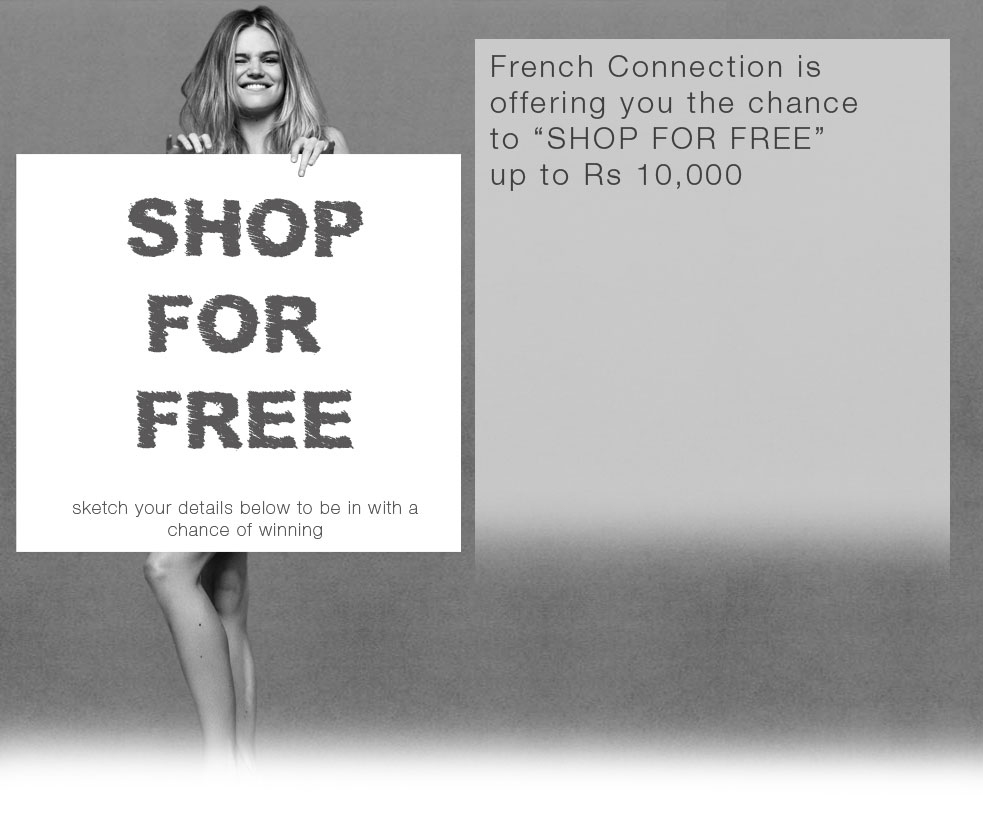 SHOP
FOR
FREE
sketch your details below to be in with a
chance of winning
French Connection is
offering you the chance
to “SHOP FOR FREE”
up to Rs 10,000